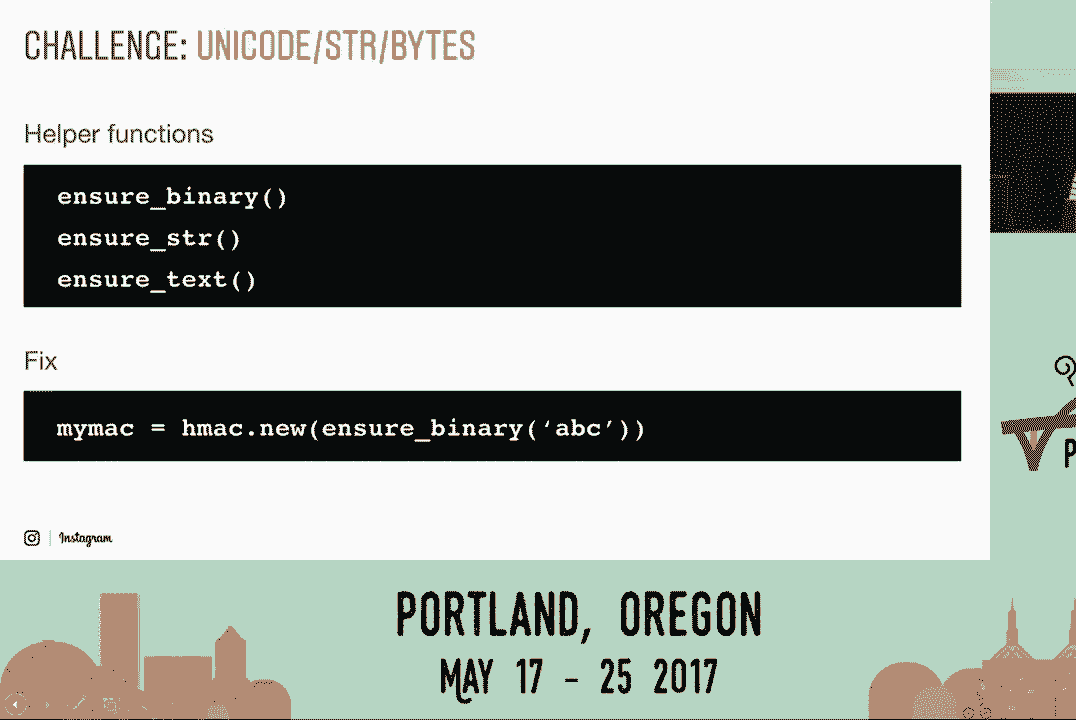 CHALLENGE: UNICODE/STR/BYTES
Helper functions
ensure_binary()
ensure_str()
ensure_text()
Fix
mymac = hmac.new(ensure_binary(‘abc’))
Instagram
PORTLAND, OREGON
MAY 17 - 25 2017